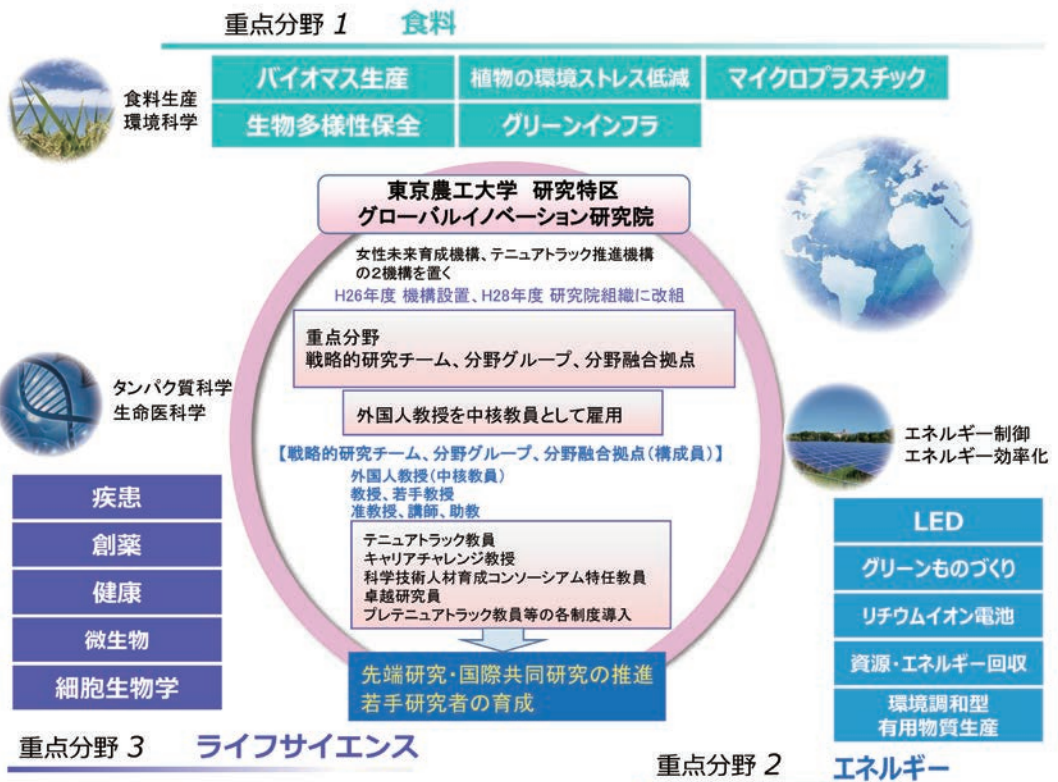 重点分野 1 食料
食料生産
環境科学
バイオマス生産
植物の環境ストレス低減
マイクロプラスチック
生物多様性保全
グリーンインフラ
東京農工大学 研究特区
グローバルイノベーション研究院
女性未来育成機構、テニュアトラック推進機構
の2機構を置く
H26年度 機構設置、H28年度 研究院組織に改組
重点分野
戦略的研究チーム、分野グループ、分野融合拠点
外国人教授を中核教員として雇用
【戦略的研究チーム、分野グループ、分野融合拠点(構成員)】
外国人教授(中核教員)
教授、若手教授
准教授、講師、助教
テニュアトラック教員
キャリアチャレンジ教授
科学技術人材育成コンソーシアム特任教員
卓越研究員
プレテニュアトラック教員等の各制度導入
先端研究・国際共同研究の推進
若手研究者の育成
タンパク質科学
生命医科学
疾患
創薬
健康
微生物
細胞生物学
重点分野 3 ライフサイエンス
エネルギー制御
エネルギー効率化
LED
グリーンものづくり
リチウムイオン電池
資源・エネルギー回収
環境調和型
有用物質生産
重点分野 2 エネルギー